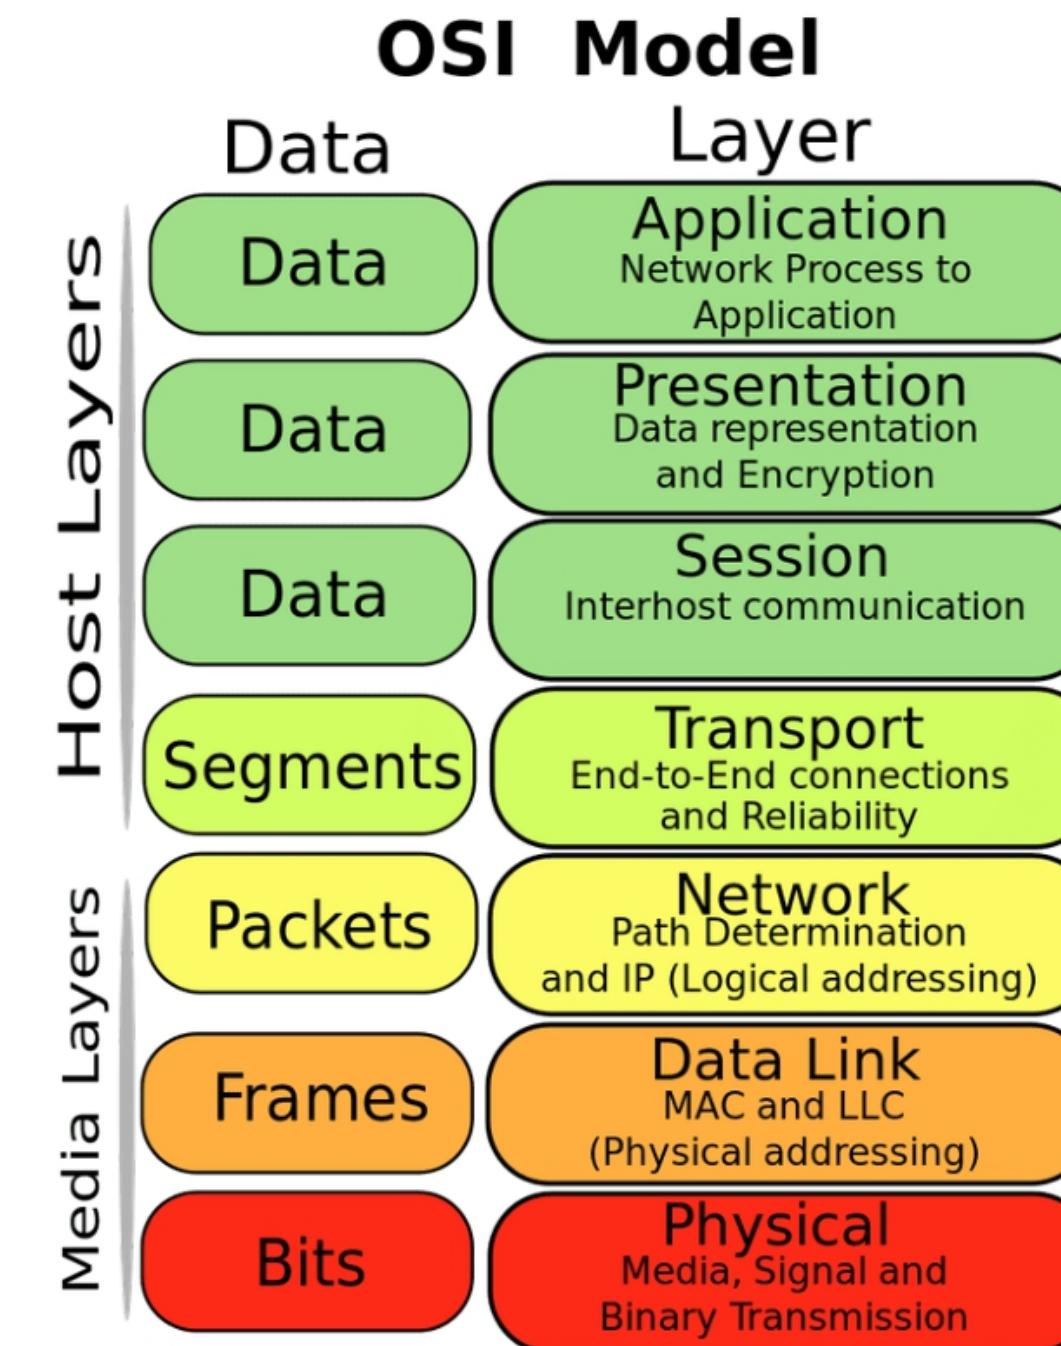 OSI Model
Data
Layer
Host Layers
Data
Application
Network Process to
Application
Data
Presentation
Data representation
and Encryption
Data
Session
Interhost communication
Segments
Transport
End-to-End connections
and Reliability
Media Layers
Packets
Network
Path Determination
and IP (Logical addressing)
Frames
Data Link
MAC and LLC
(Physical addressing)
Bits
Physical
Media, Signal and
Binary Transmission